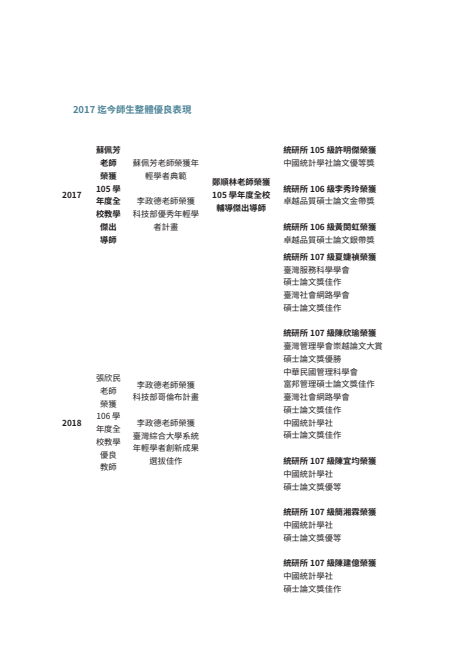 2017 迄今師生整體優良表現
2017
蘇佩芳
老師
榮獲
105 學
年度全
校教學
傑出
導師
蘇佩芳老師榮獲年
輕學者典範
李政德老師榮獲
科技部優秀年輕學
者計畫
鄭順林老師榮獲
105 學年度全校
輔導傑出導師
統研所 105 級許明傑榮獲
中國統計學社論文優等獎
統研所 106 級李秀玲榮獲
卓越品質碩士論文金帶獎
統研所 106 級黃閔虹榮獲
卓越品質碩士論文銀帶獎
2018
張欣民
老師
榮獲
106 學
年度全
校教學
優良
教師
李政德老師榮獲
科技部哥倫布計畫
李政德老師榮獲
臺灣綜合大學系統
年輕學者創新成果
選拔佳作
統研所 107 級夏婕禎榮獲
臺灣服務科學學會
碩士論文獎佳作
臺灣社會網路學會
碩士論文獎佳作
統研所 107 級陳欣瑜榮獲
臺灣管理學會崇越論文大賞
碩士論文獎優勝
中華民國管理科學會
富邦管理碩士論文獎佳作
臺灣社會網路學會
碩士論文獎佳作
中國統計學社
碩士論文獎佳作
統研所 107 級陳宜均榮獲
中國統計學社
碩士論文獎優等
統研所 107 級簡湘霖榮獲
中國統計學社
碩士論文獎優等
統研所 107 級陳建億榮獲
中國統計學社
碩士論文獎佳作